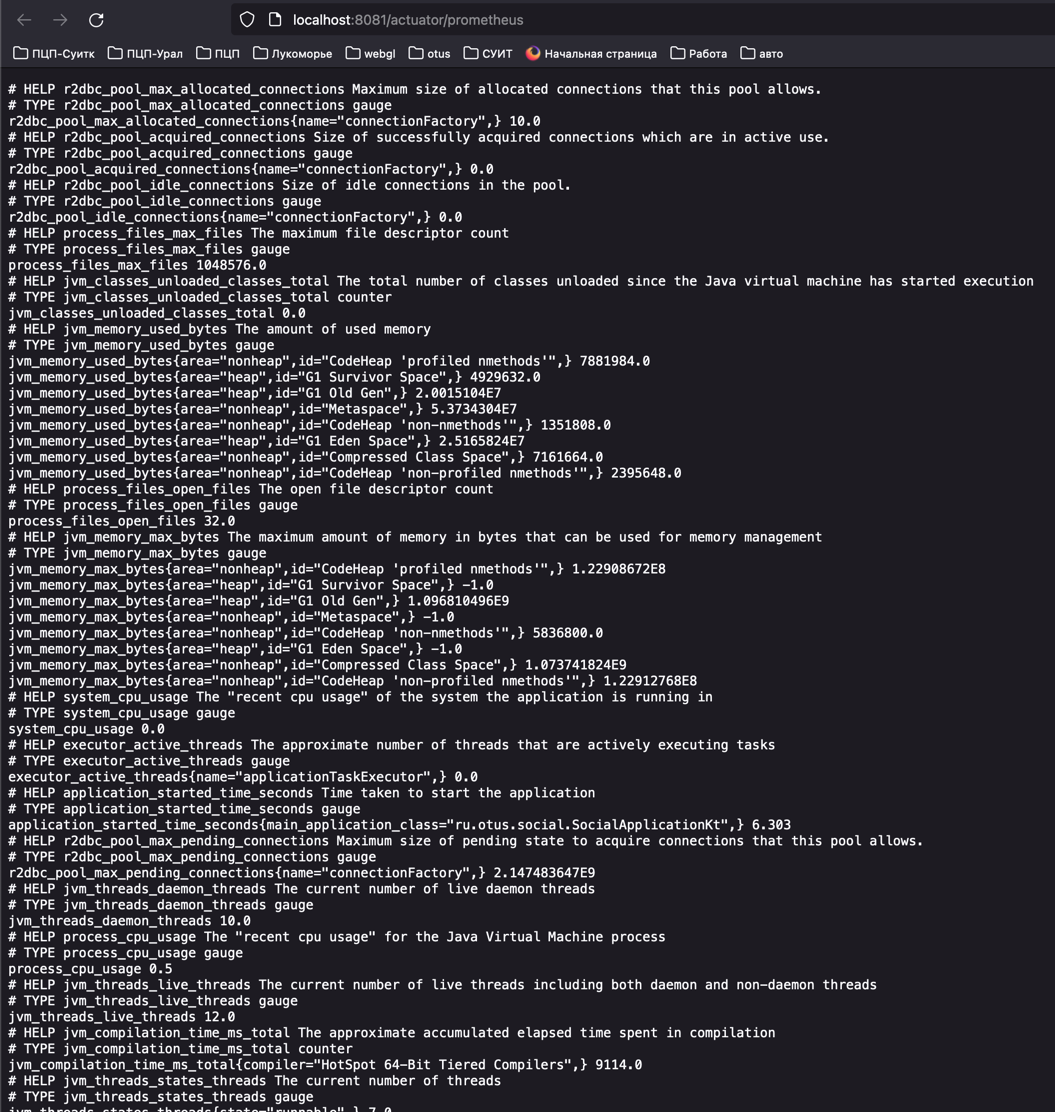 localhost:8081/actuator/prometheus
ПЦП-Суитк ПЦП-Урал ПЦП Лукоморье webgl otus СУИТ Начальная страница Работа авто
# HELP r2dbc_pool_max_allocated_connections Maximum size of allocated connections that this pool allows.
# TYPE r2dbc_pool_max_allocated_connections gauge
r2dbc_pool_max_allocated_connections{name="connectionFactory",} 10.0
# HELP r2dbc_pool_acquired_connections Size of successfully acquired connections which are in active use.
# TYPE r2dbc_pool_acquired_connections gauge
r2dbc_pool_acquired_connections{name="connectionFactory",} 0.0
# HELP r2dbc_pool_idle_connections Size of idle connections in the pool.
# TYPE r2dbc_pool_idle_connections gauge
r2dbc_pool_idle_connections{name="connectionFactory",} 0.0
# HELP process_files_max_files The maximum file descriptor count
# TYPE process_files_max_files gauge
process_files_max_files 1048576.0
# HELP jvm_classes_unloaded_classes_total The total number of classes unloaded since the Java virtual machine has started execution
# TYPE jvm_classes_unloaded_classes_total counter
jvm_classes_unloaded_classes_total 0.0
# HELP jvm_memory_used_bytes The amount of used memory
# TYPE jvm_memory_used_bytes gauge
jvm_memory_used_bytes{area="nonheap",id="CodeHeap 'profiled nmethods'",} 7881984.0
jvm_memory_used_bytes{area="heap",id="G1 Survivor Space",} 4929632.0
jvm_memory_used_bytes{area="heap",id="G1 Old Gen",} 2.0015104E7
jvm_memory_used_bytes{area="nonheap",id="Metaspace",} 5.3734304E7
jvm_memory_used_bytes{area="nonheap",id="CodeHeap 'non-nmethods'",} 1351808.0
jvm_memory_used_bytes{area="heap",id="G1 Eden Space",} 2.5165824E7
jvm_memory_used_bytes{area="nonheap",id="Compressed Class Space",} 7161664.0
jvm_memory_used_bytes{area="nonheap",id="CodeHeap 'non-profiled nmethods'",} 2395648.0
# HELP process_files_open_files The open file descriptor count
# TYPE process_files_open_files gauge
process_files_open_files 32.0
# HELP jvm_memory_max_bytes The maximum amount of memory in bytes that can be used for memory management
# TYPE jvm_memory_max_bytes gauge
jvm_memory_max_bytes{area="nonheap",id="CodeHeap 'profiled nmethods'",} 1.22908672E8
jvm_memory_max_bytes{area="heap",id="G1 Survivor Space",} -1.0
jvm_memory_max_bytes{area="heap",id="G1 Old Gen",} 1.096810496E9
jvm_memory_max_bytes{area="nonheap",id="Metaspace",} -1.0
jvm_memory_max_bytes{area="nonheap",id="CodeHeap 'non-nmethods'",} 5836800.0
jvm_memory_max_bytes{area="heap",id="G1 Eden Space",} -1.0
jvm_memory_max_bytes{area="nonheap",id="Compressed Class Space",} 1.073741824E9
jvm_memory_max_bytes{area="nonheap",id="CodeHeap 'non-profiled nmethods'",} 1.22912768E8
# HELP system_cpu_usage The "recent cpu usage" of the system the application is running in
# TYPE system_cpu_usage gauge
system_cpu_usage 0.0
# HELP executor_active_threads The approximate number of threads that are actively executing tasks
# TYPE executor_active_threads gauge
executor_active_threads{name="applicationTaskExecutor",} 0.0
# HELP application_started_time_seconds Time taken to start the application
# TYPE application_started_time_seconds gauge
application_started_time_seconds{main_application_class="ru.otus.social.SocialApplicationKt",} 6.303
# HELP r2dbc_pool_max_pending_connections Maximum size of pending state to acquire connections that this pool allows.
# TYPE r2dbc_pool_max_pending_connections gauge
r2dbc_pool_max_pending_connections{name="connectionFactory",} 2.147483647E9
# HELP jvm_threads_daemon_threads The current number of live daemon threads
# TYPE jvm_threads_daemon_threads gauge
jvm_threads_daemon_threads 10.0
# HELP process_cpu_usage The "recent cpu usage" for the Java Virtual Machine process
# TYPE process_cpu_usage gauge
process_cpu_usage 0.5
# HELP jvm_threads_live_threads The current number of live threads including both daemon and non-daemon threads
# TYPE jvm_threads_live_threads gauge
jvm_threads_live_threads 12.0
# HELP jvm_compilation_time_ms_total The approximate accumulated elapsed time spent in compilation
# TYPE jvm_compilation_time_ms_total counter
jvm_compilation_time_ms_total{compiler="HotSpot 64-Bit Tiered Compilers",} 9114.0
# HELP jvm_threads_states_threads The current number of threads
# TYPE jvm_threads_states_threads gauge
jvm_threads_states_threads{state="runnable",} 7.0